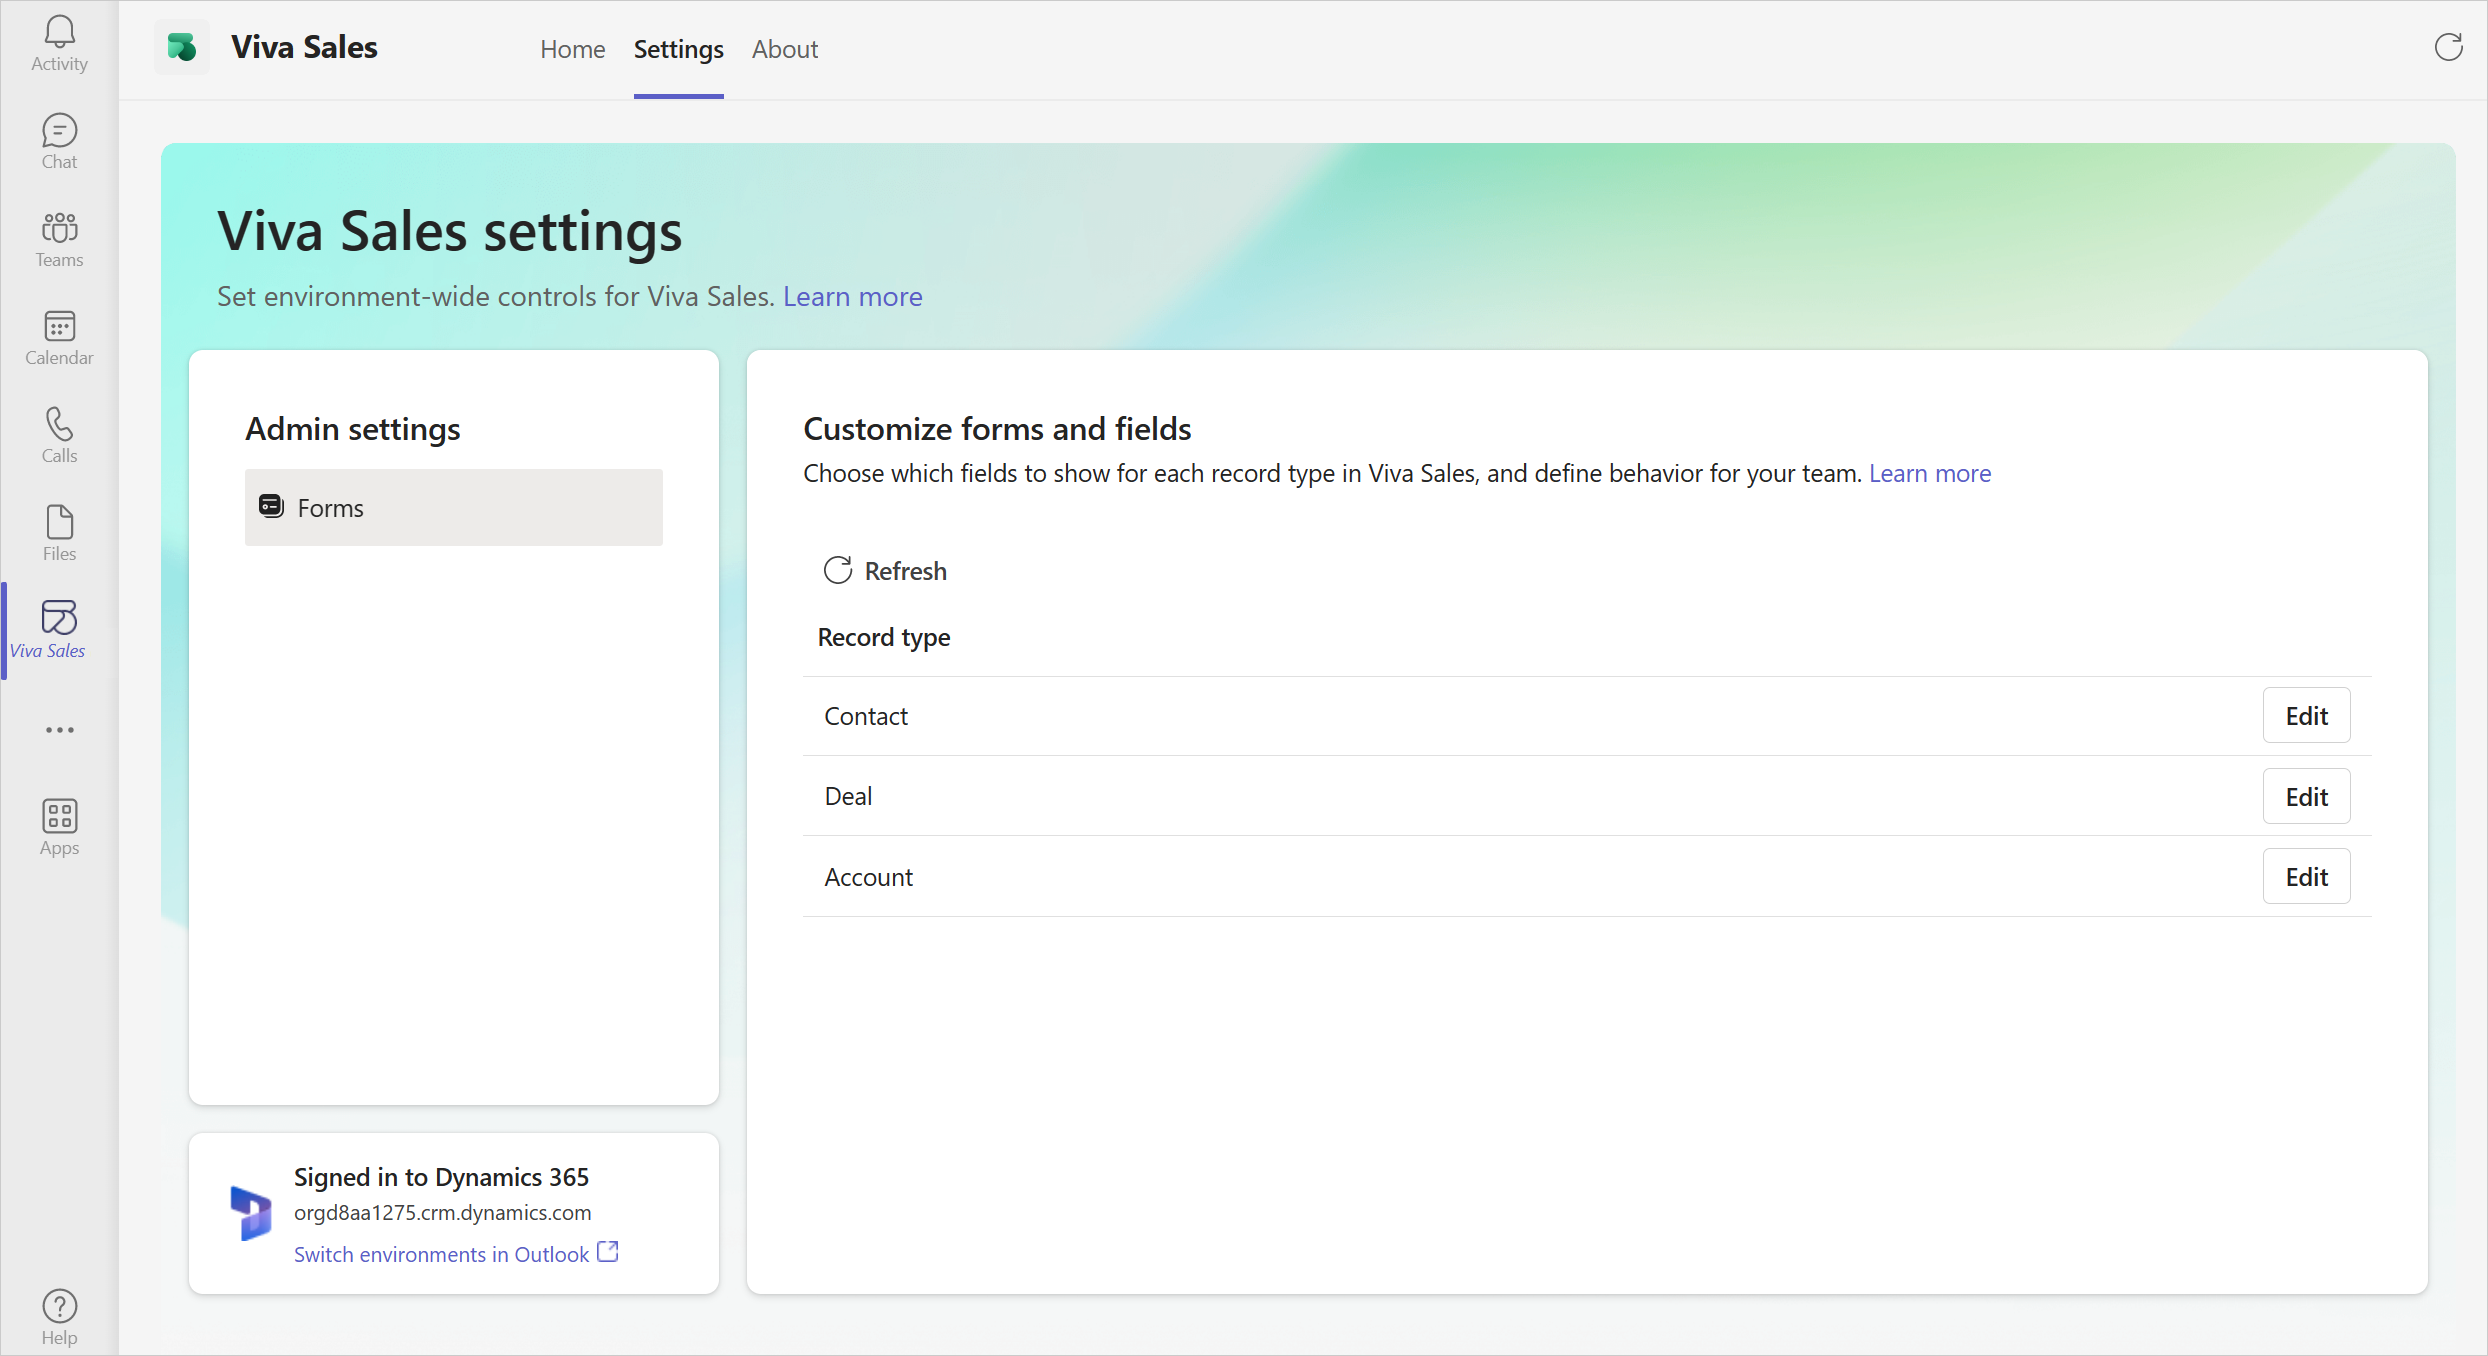 Activity
Chat
Teams
Calendar
Calls
Files
Viva Sales
Apps
Help
Viva Sales
Home
Settings
About
Viva Sales settings
Set environment-wide controls for Viva Sales. Learn more
Admin settings
Forms
Signed in to Dynamics 365
orgd8aa1275.crm.dynamics.com
Switch environments in Outlook
Customize forms and fields
Choose which fields to show for each record type in Viva Sales, and define behavior for your team. Learn more
Refresh
Record type
Contact Edit
Deal Edit
Account Edit